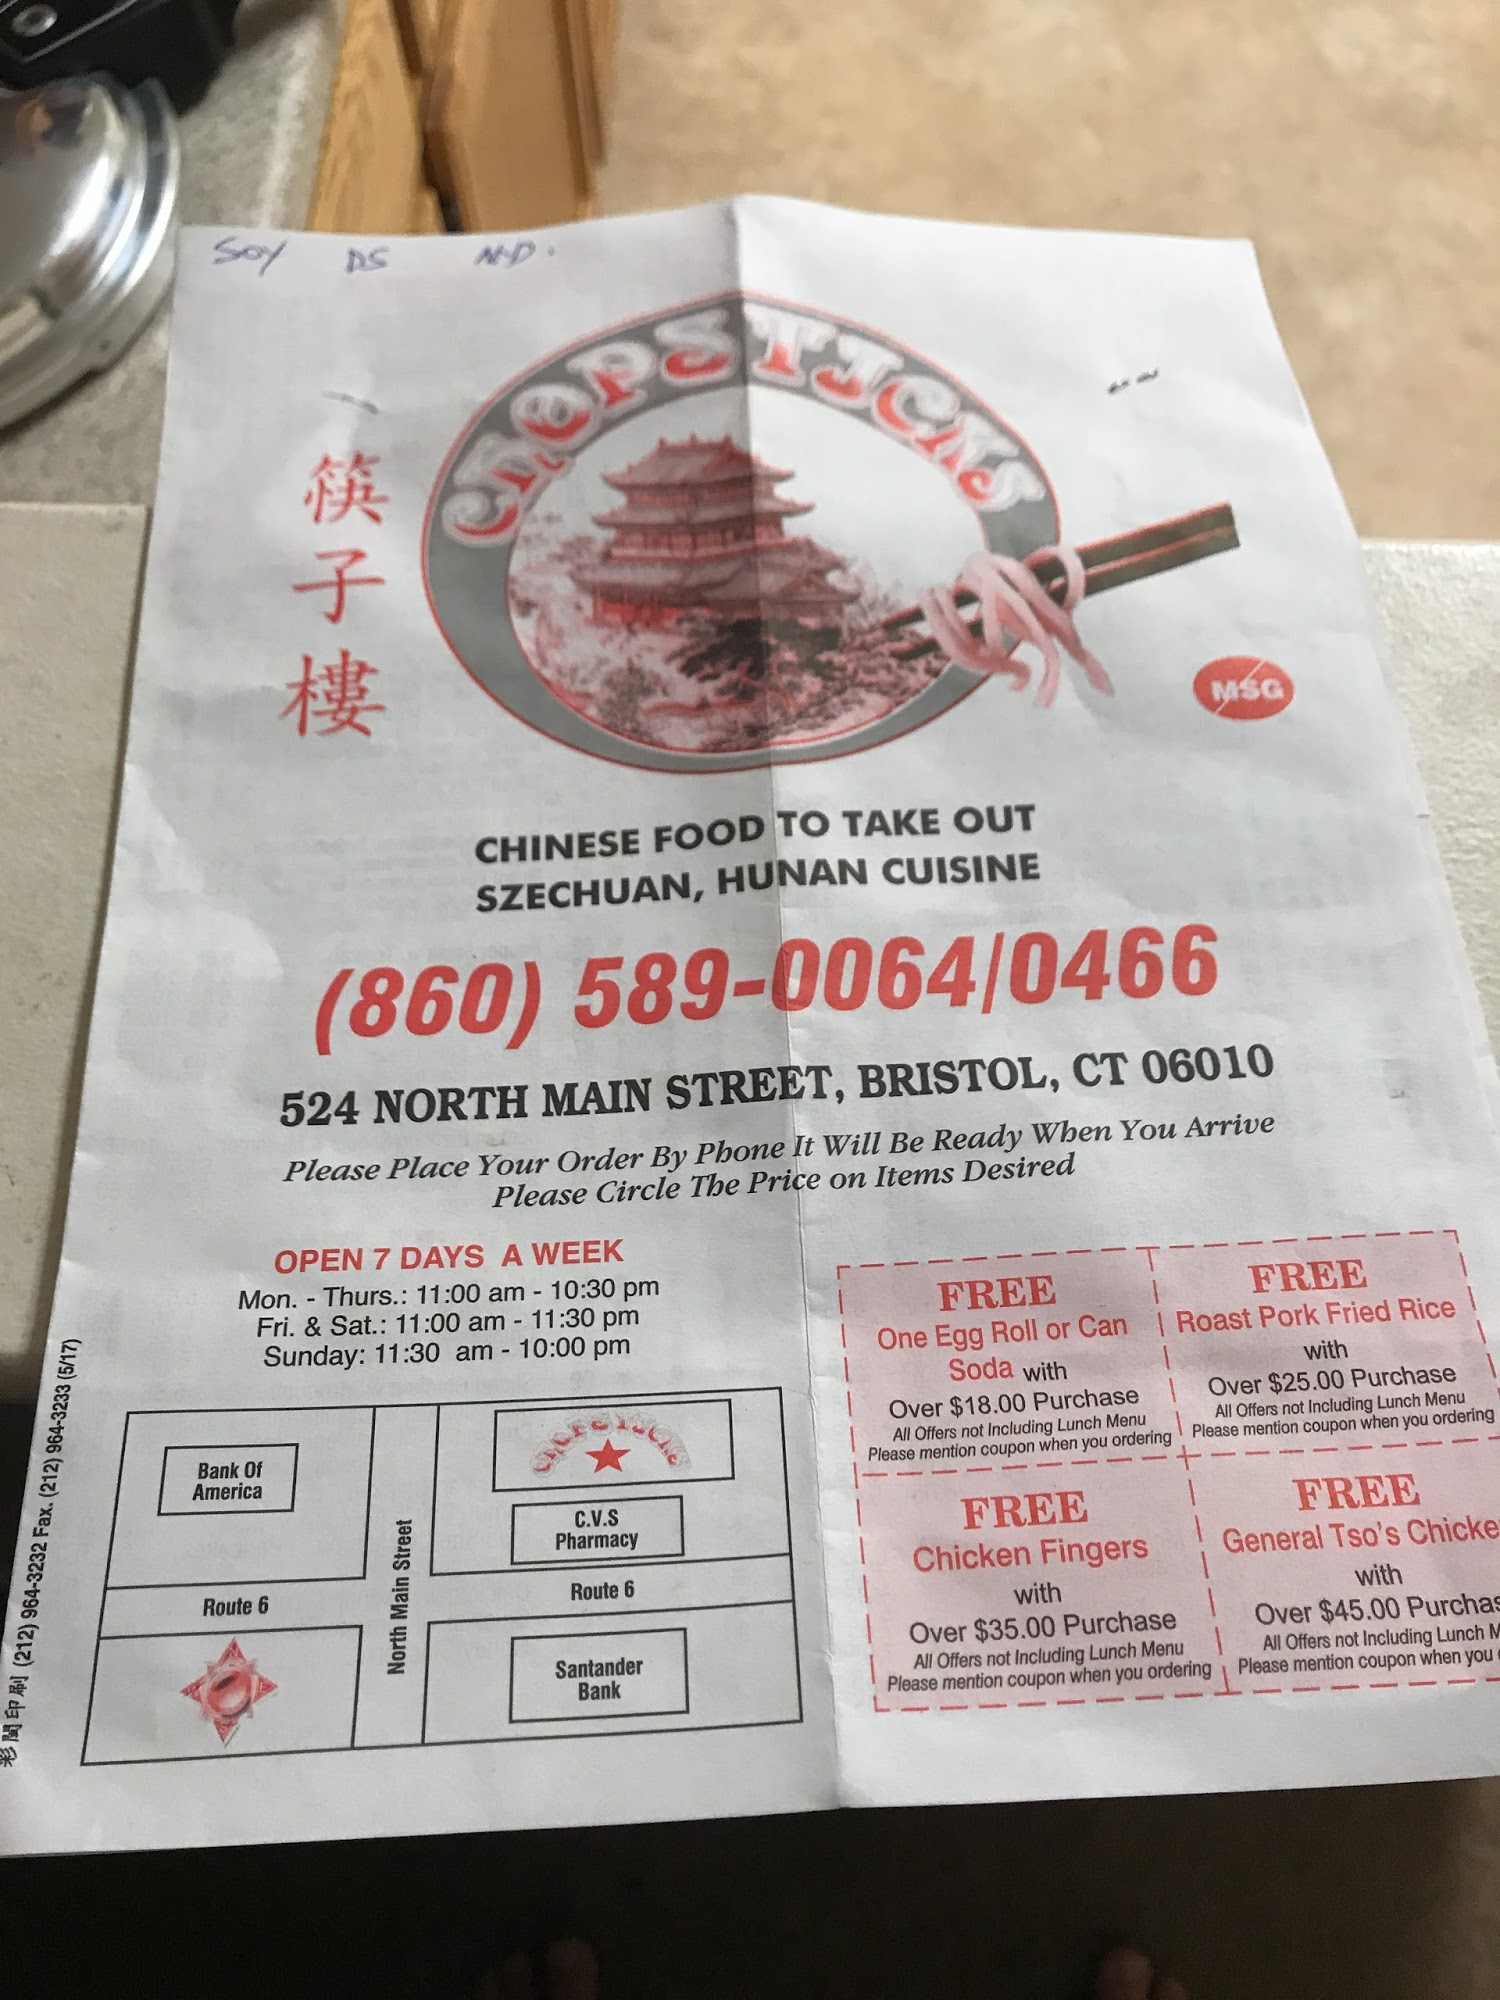 SOY DS N-D.
CHOPSTICKS
筷
子
樓
MSG
CHINESE FOOD TO TAKE OUT
SZECHUAN, HUNAN CUISINE
(860) 589-0064/0466
524 NORTH MAIN STREET, BRISTOL, CT 06010
Please Place Your Order By Phone It Will Be Ready When You Arrive
Please Circle The Price on Items Desired
OPEN 7 DAYS A WEEK
Mon. - Thurs.: 11:00 am - 10:30 pm
Fri. & Sat.: 11:00 am - 11:30 pm
Sunday: 11:30 am - 10:00 pm
彩閣印刷 (212) 964-3232 Fax. (212) 964-3233 (5/17)
Bank Of
America
CHOPSTICKS
C.V.S
Pharmacy
Route 6
Route 6
North Main Street
Santander
Bank
FREE
One Egg Roll or Can
Soda with
Over $18.00 Purchase
All Offers not Including Lunch Menu
Please mention coupon when you ordering
FREE
Roast Pork Fried Rice
with
Over $25.00 Purchase
All Offers not Including Lunch Menu
Please mention coupon when you ordering
FREE
Chicken Fingers
with
Over $35.00 Purchase
All Offers not Including Lunch Menu
Please mention coupon when you ordering
FREE
General Tso's Chicke
with
Over $45.00 Purchas
All Offers not Including Lunch M
Please mention coupon when you